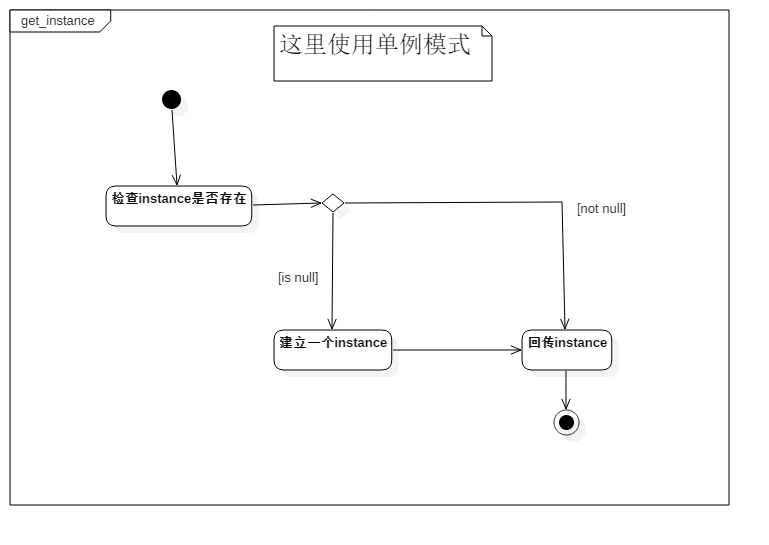 get_instance
这里使用单例模式
检查instance是否存在
[not null]
[is null]
建立一个instance
回传instance